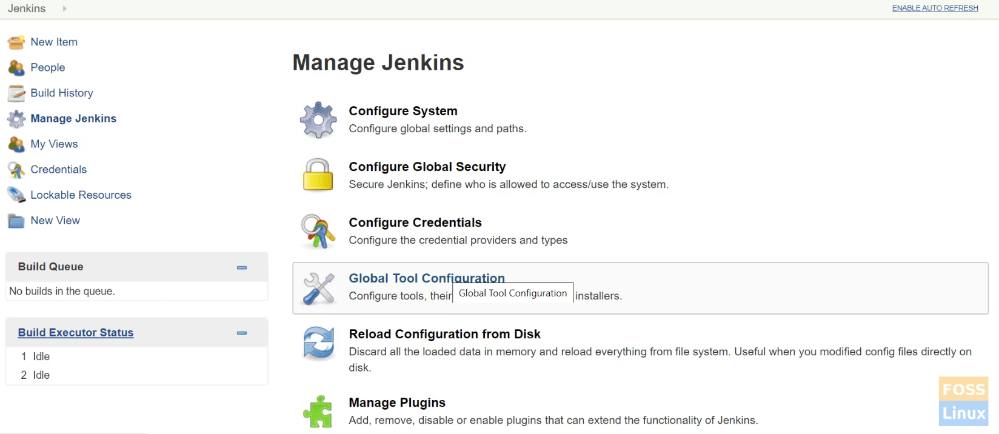 Jenkins
ENABLE AUTO REFRESH
New Item
People
Build History
Manage Jenkins
My Views
Credentials
Lockable Resources
New View
Build Queue
No builds in the queue.
Build Executor Status
1 Idle
2 Idle
Manage Jenkins
Configure System
Configure global settings and paths.
Configure Global Security
Secure Jenkins; define who is allowed to access/use the system.
Configure Credentials
Configure the credential providers and types
Global Tool Configuration
Configure tools, their installers.
Global Tool Configuration
Reload Configuration from Disk
Discard all the loaded data in memory and reload everything from file system. Useful when you modified config files directly on
disk.
Manage Plugins
Add, remove, disable or enable plugins that can extend the functionality of Jenkins.
FOSS
Linux